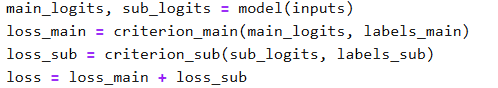 main_logits, sub_logits = model(inputs)
loss_main = criterion_main(main_logits, labels_main)
loss_sub = criterion_sub(sub_logits, labels_sub)
loss = loss_main + loss_sub